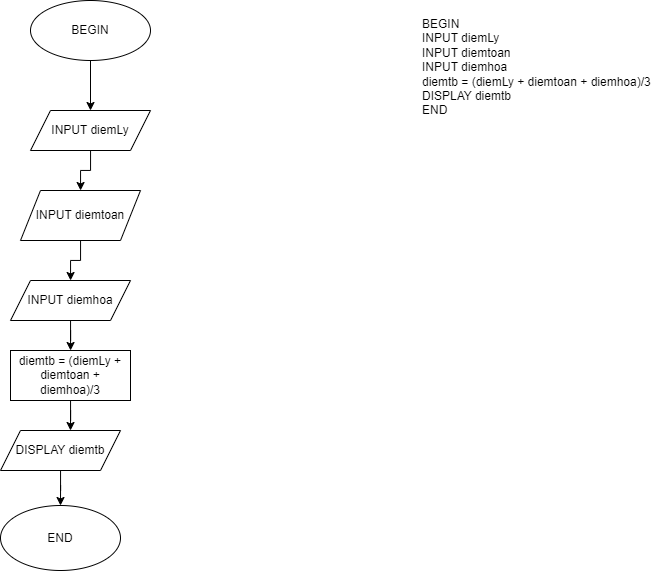 BEGIN
INPUT diemLy
INPUT diemtoan
INPUT diemhoa
diemtb = (diemLy +
diemtoan +
diemhoa)/3
DISPLAY diemtb
END
BEGIN
INPUT diemLy
INPUT diemtoan
INPUT diemhoa
diemtb = (diemLy + diemtoan + diemhoa)/3
DISPLAY diemtb
END